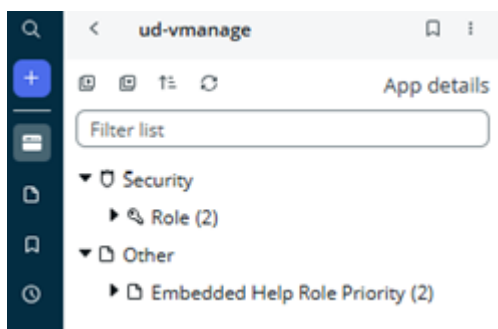 ud-vmanage
App details
Filter list
Security
Role (2)
Other
Embedded Help Role Priority (2)